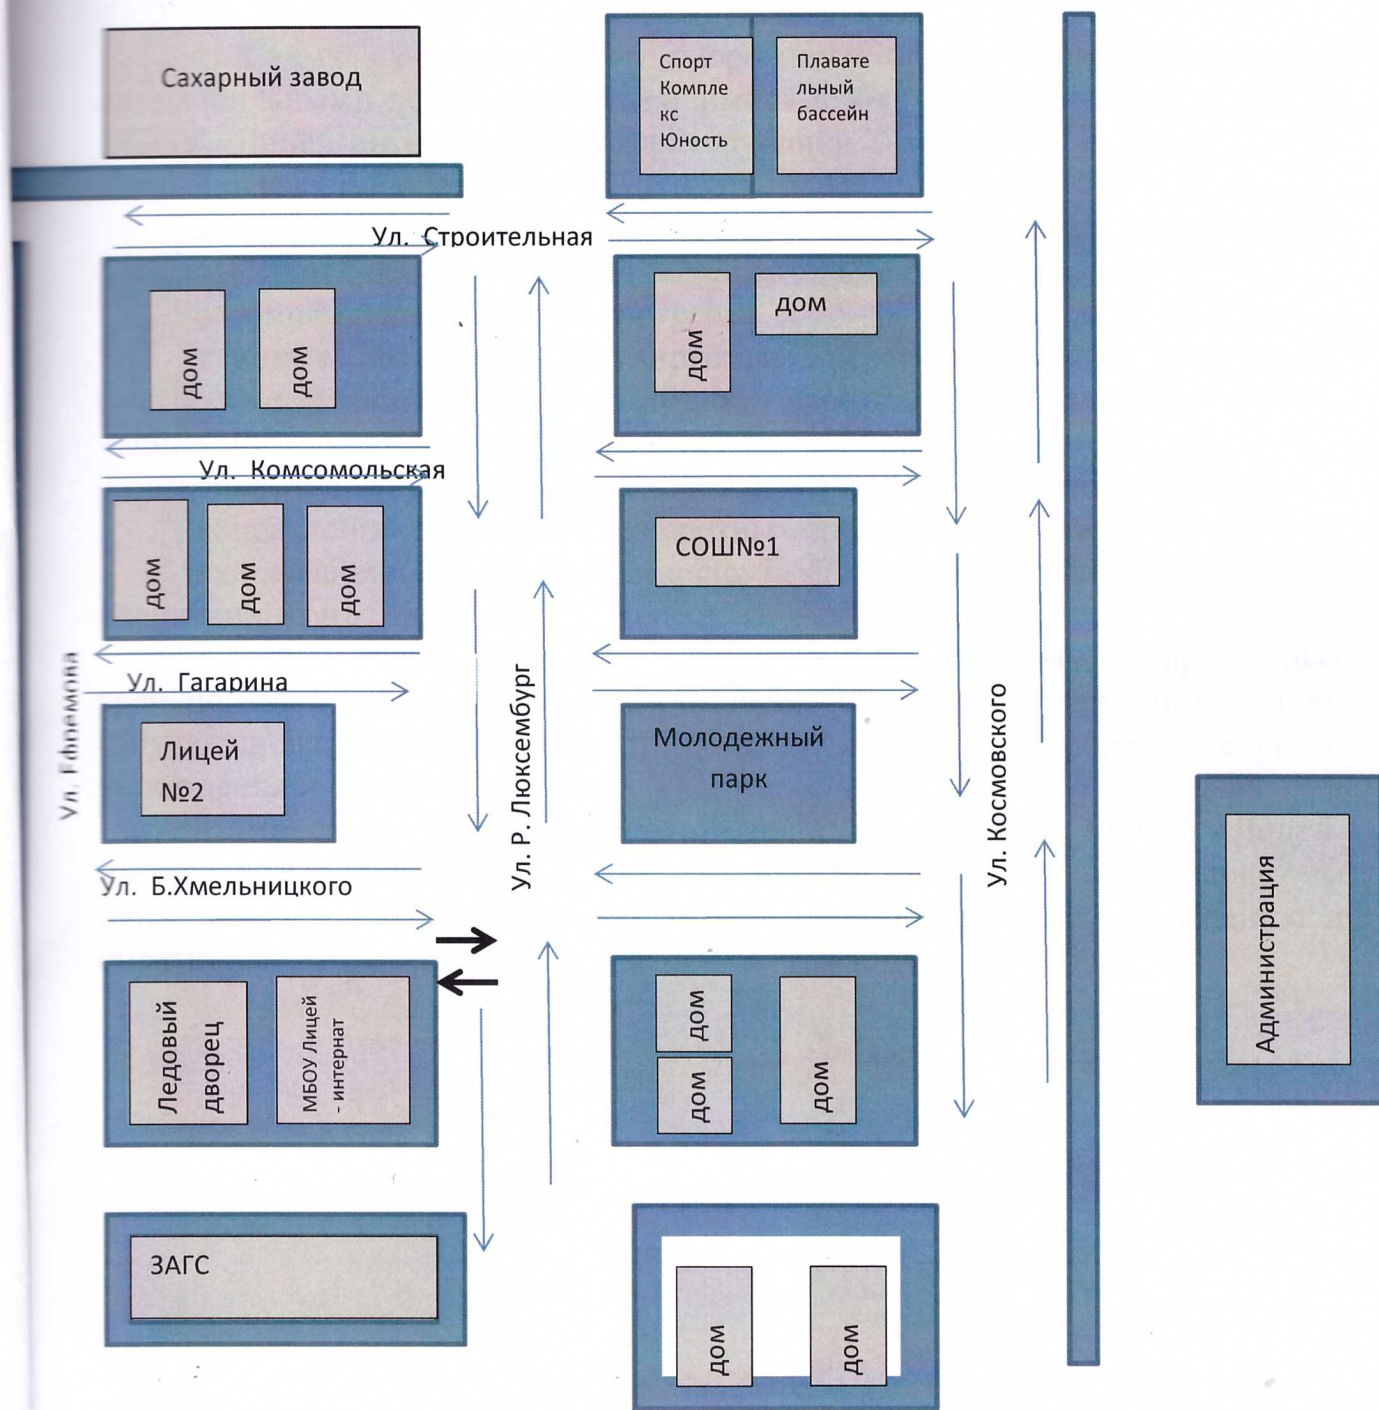 Сахарный завод
Спорт
Компле
кс
Юность
Плавате
льный
бассейн
Ул. Строительная
дом
дом
дом
дом
Ул. Комсомольская
дом
дом
дом
СОШ№1
Ул. Ефремова
Ул. Гагарина
Лицей
№2
Ул. Р. Люксембург
Молодежный
парк
Ул. Космовского
Администрация
Ул. Б.Хмельницкого
Ледовый
дворец
МБОУ Лицей
- интернат
дом
дом
дом
ЗАГС
дом
дом